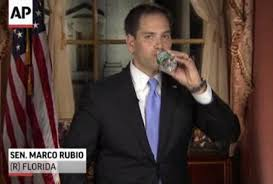 AP
SEN. MARCO RUBIO
(R) FLORIDA